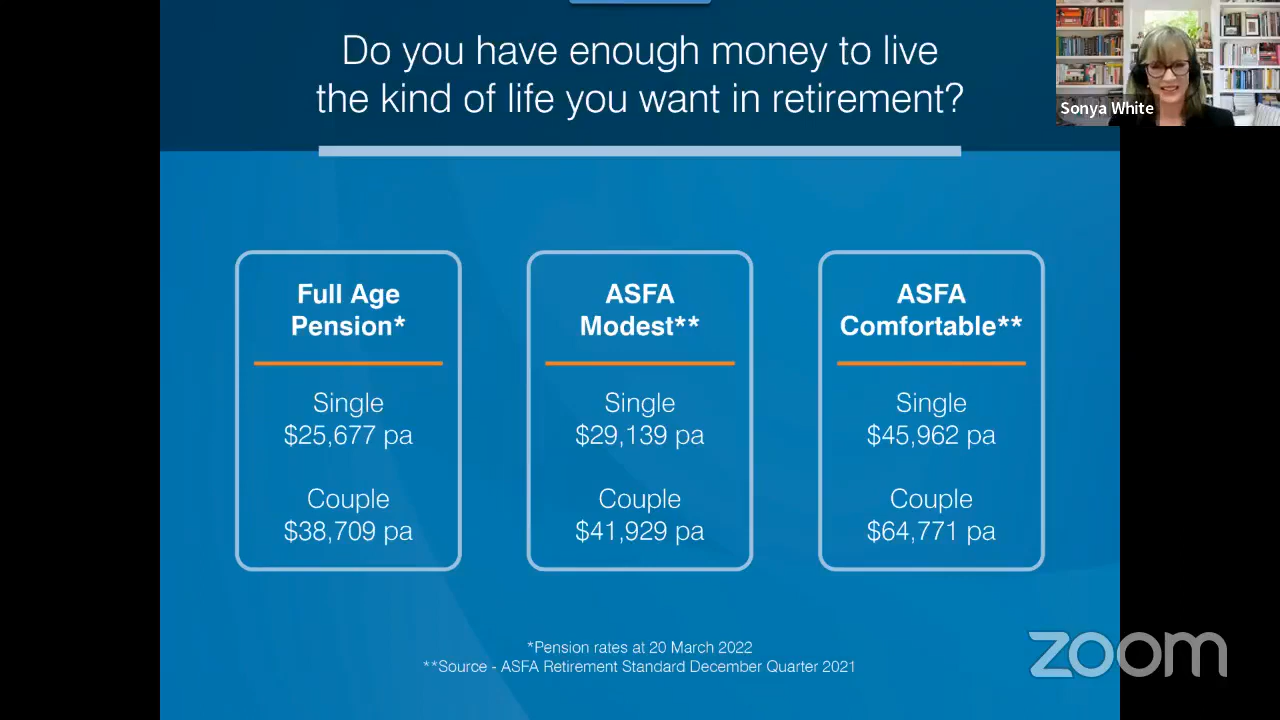 Do you have enough money to live
the kind of life you want in retirement?
Sonya White
Full Age
Pension*
Single
$25,677 pa
Couple
$38,709 pa
ASFA
Modest**
Single
$29,139 pa
Couple
$41,929 pa
ASFA
Comfortable**
Single
$45,962 pa
Couple
$64,771 pa
*Pension rates at 20 March 2022
**Source - ASFA Retirement Standard December Quarter 2021
zoom